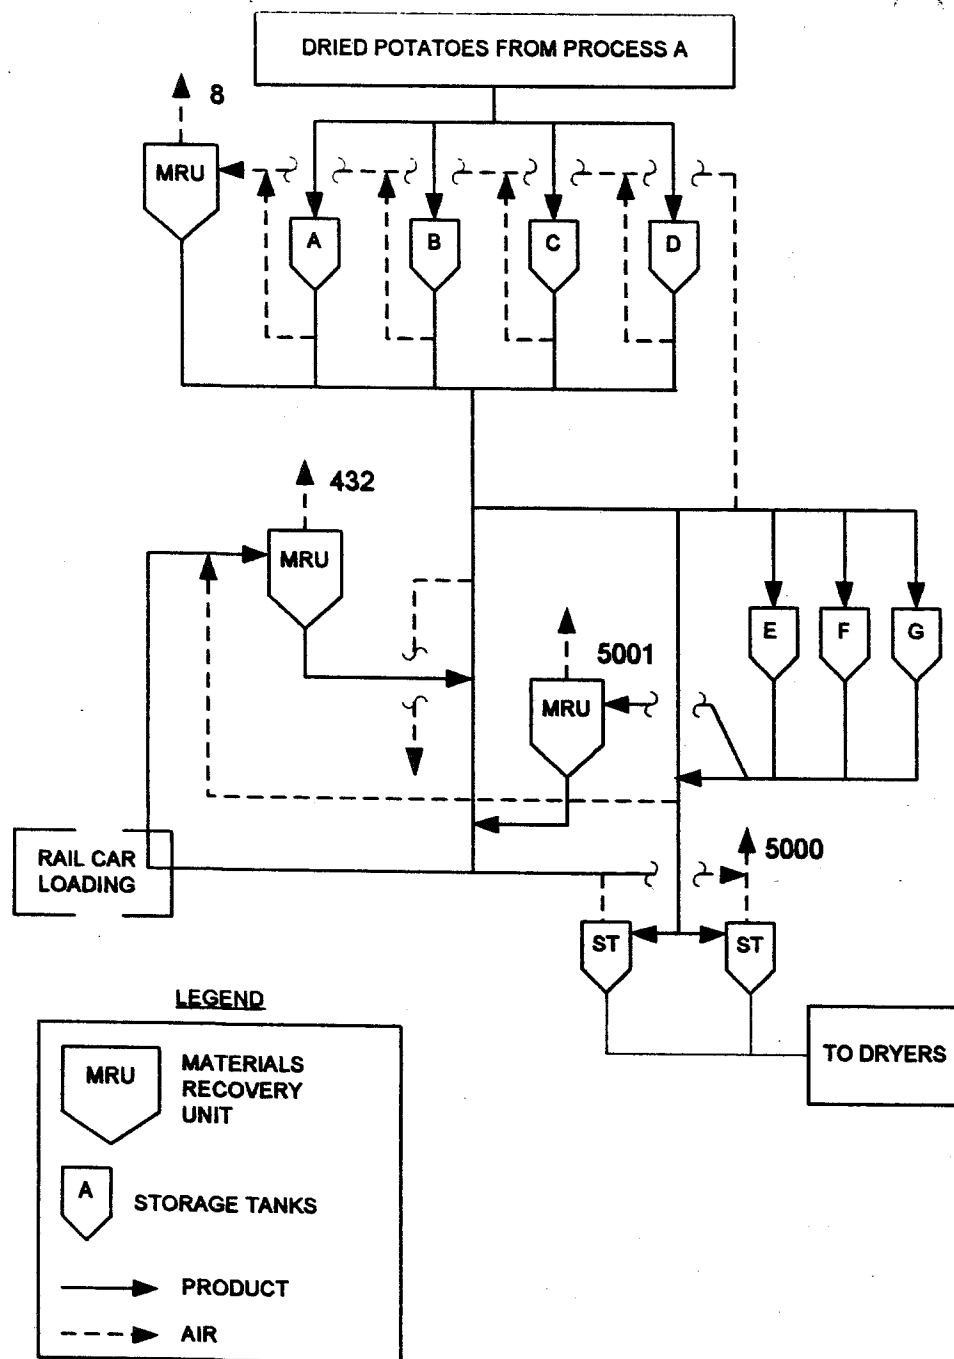 DRIED POTATOES FROM PROCESS A
8
MRU
A
B
C
D
432
MRU
E
F
G
5001
MRU
RAIL CAR
LOADING
5000
ST
ST
TO DRYERS
LEGEND
MRU
MATERIALS
RECOVERY
UNIT
A
STORAGE TANKS
PRODUCT
AIR